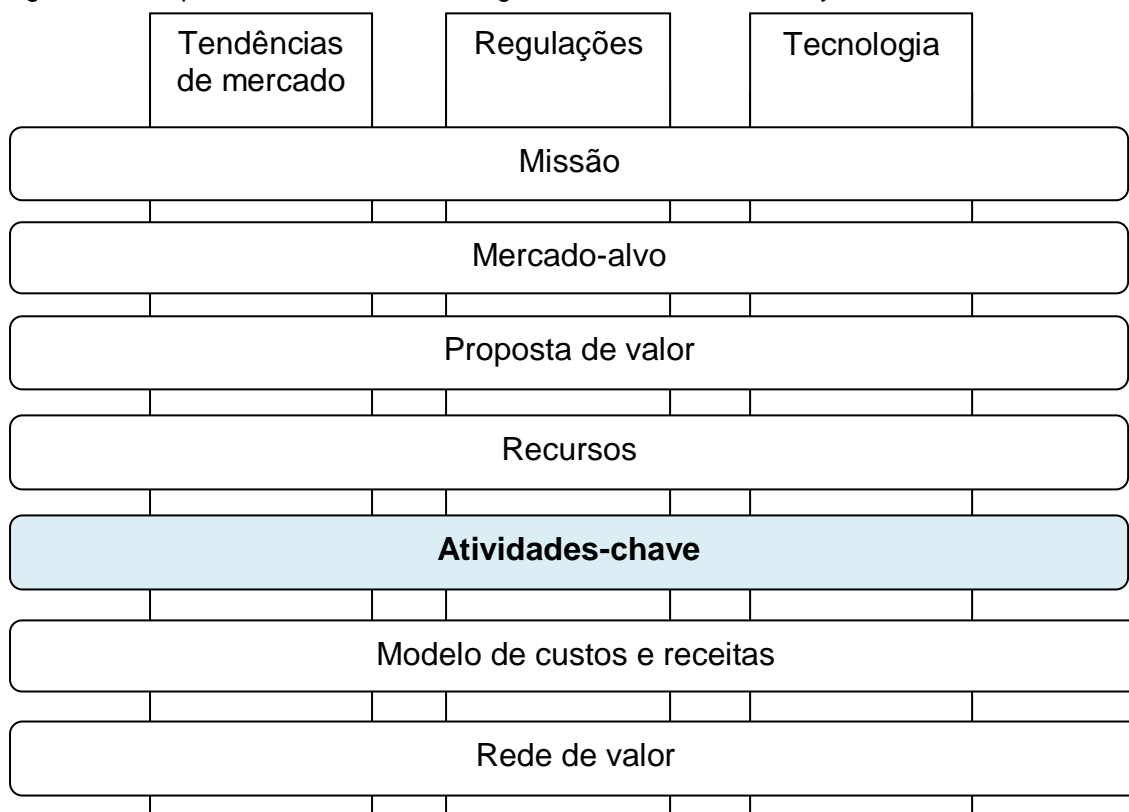 Tendências
de mercado
Regulações
Tecnologia
Missão
Mercado-alvo
Proposta de valor
Recursos
Atividades-chave
Modelo de custos e receitas
Rede de valor